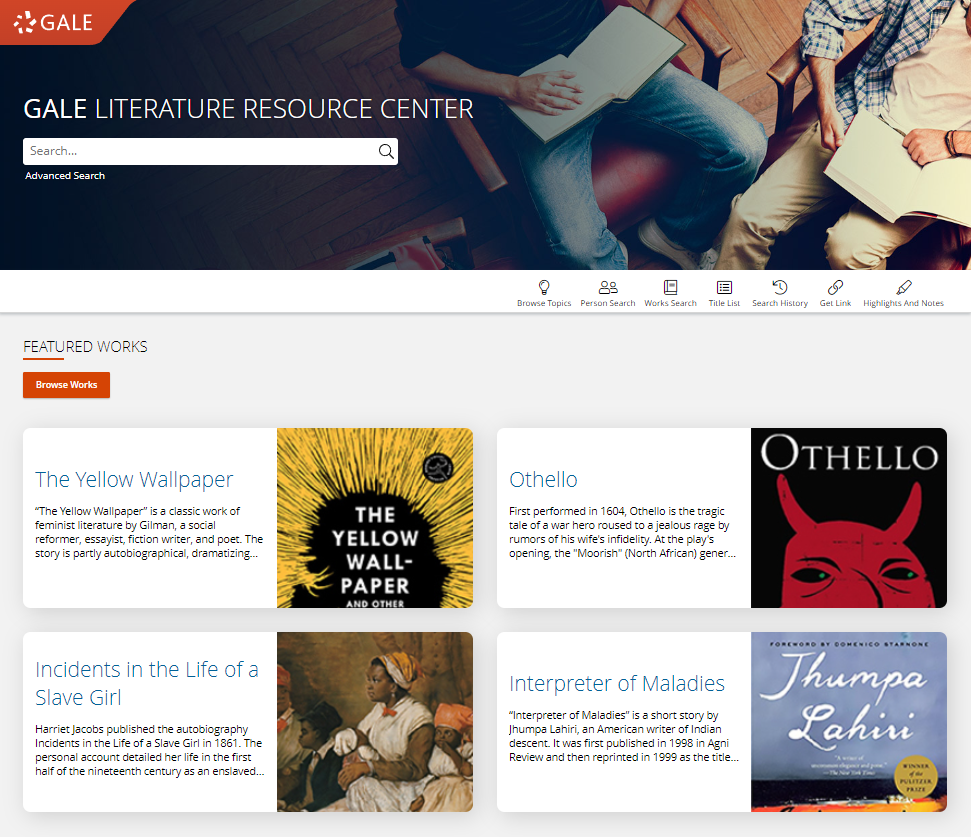 GALE
GALE LITERATURE RESOURCE CENTER
Search...
Advanced Search
Browse Topics
Person Search
Works Search
Title List
Search History
Get Link
Highlights And Notes
FEATURED WORKS
Browse Works
The Yellow Wallpaper
“The Yellow Wallpaper” is a classic work of
feminist literature by Gilman, a social
reformer, essayist, fiction writer, and poet. The
story is partly autobiographical, dramatizing...
THE
YELLOW
WALL-
PAPER
AND OTHER
Othello
First performed in 1604, Othello is the tragic
tale of a war hero roused to a jealous rage by
rumors of his wife's infidelity. At the play's
opening, the "Moorish" (North African) gener...
OTHELLO
Incidents in the Life of a
Slave Girl
Harriet Jacobs published the autobiography
Incidents in the Life of a Slave Girl in 1861. The
personal account detailed her life in the first
half of the nineteenth century as an enslaved...
Interpreter of Maladies
“Interpreter of Maladies” is a short story by
Jhumpa Lahiri, an American writer of Indian
descent. It was first published in 1998 in Agni
Review and then reprinted in 1999 as the title...
FOREWORD BY DOMENICO STARNONE
Jhumpa
Lahiri
"A writer of
uncommon elegance and poise."
—The New York Times
WINNER
of the
PULITZER
PRIZE